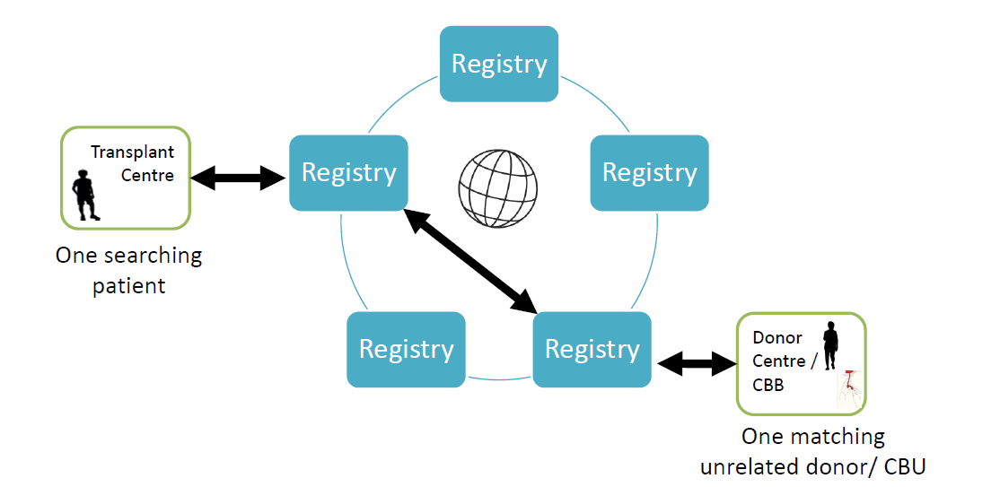 Registry
Transplant
Centre
Registry
Registry
One searching
patient
Registry
Registry
Donor
Centre /
CBB
One matching
unrelated donor/ CBU